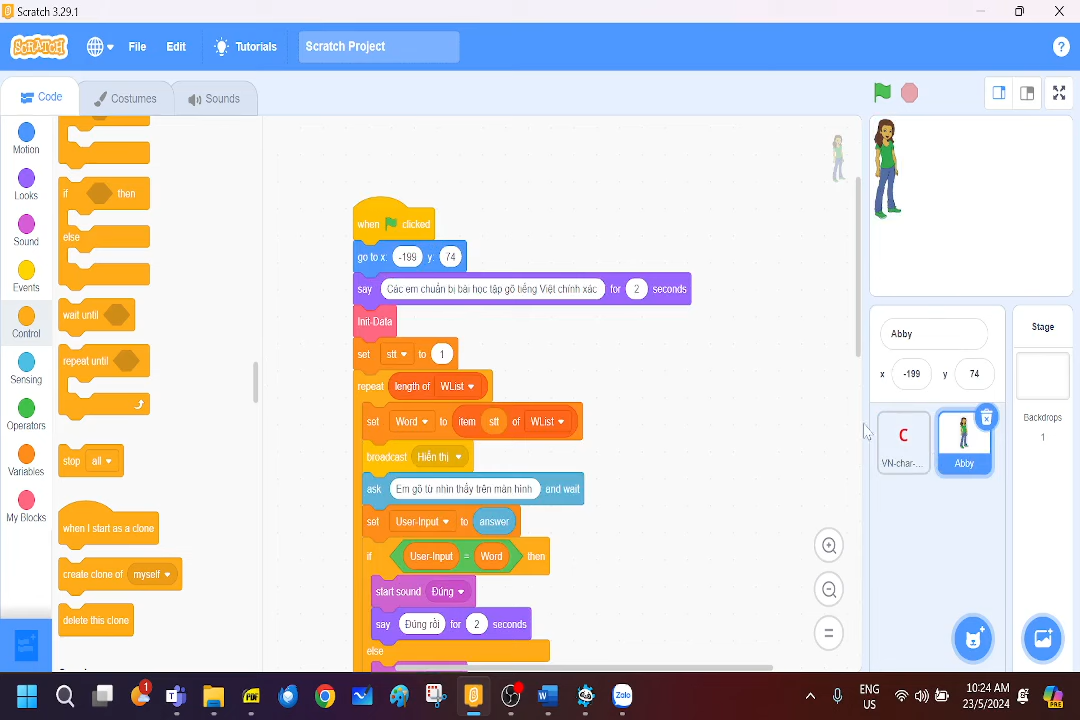 Scratch 3.29.1
SCRATCH
File
Edit
Tutorials
Scratch Project
?
Code
Costumes
Sounds
Motion
Looks
Sound
Events
Control
Sensing
Operators
Variables
My Blocks
if then
else
wait until
repeat until
stop all
when I start as a clone
create clone of myself
delete this clone
when clicked
go to x: -199 y: 74
say Các em chuẩn bị bài học tập gõ tiếng Việt chính xác for 2 seconds
Init-Data
set stt to 1
repeat length of WList
set Word to item stt of WList
broadcast Hiển thị
ask Em gõ từ nhìn thấy trên màn hình and wait
set User-Input to answer
if User-Input = Word then
start sound Đúng
say Đúng rồi for 2 seconds
else
Abby
x -199 y 74
C
VN-char-...
Abby
Stage
Backdrops
1
1
PDF
W
Zalo
ENG
US
10:24 AM
23/5/2024
PRE